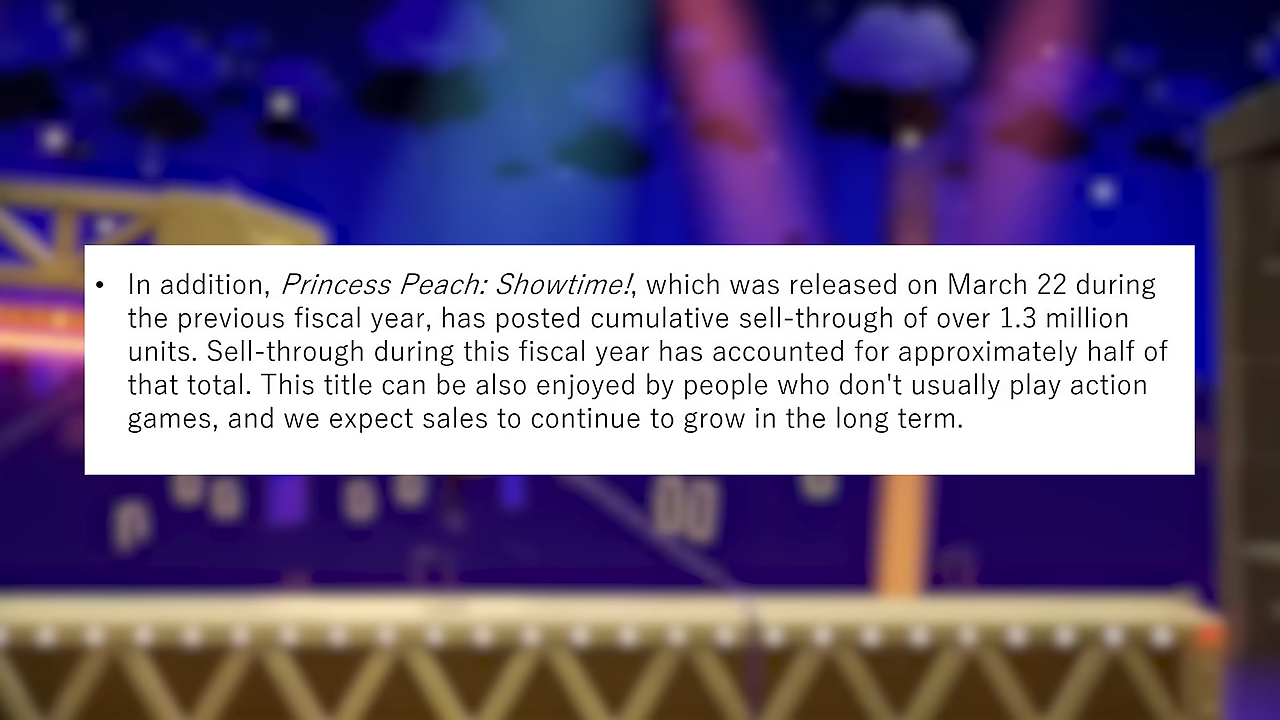 • In addition, Princess Peach: Showtime!, which was released on March 22 during
the previous fiscal year, has posted cumulative sell-through of over 1.3 million
units. Sell-through during this fiscal year has accounted for approximately half of
that total. This title can be also enjoyed by people who don't usually play action
games, and we expect sales to continue to grow in the long term.